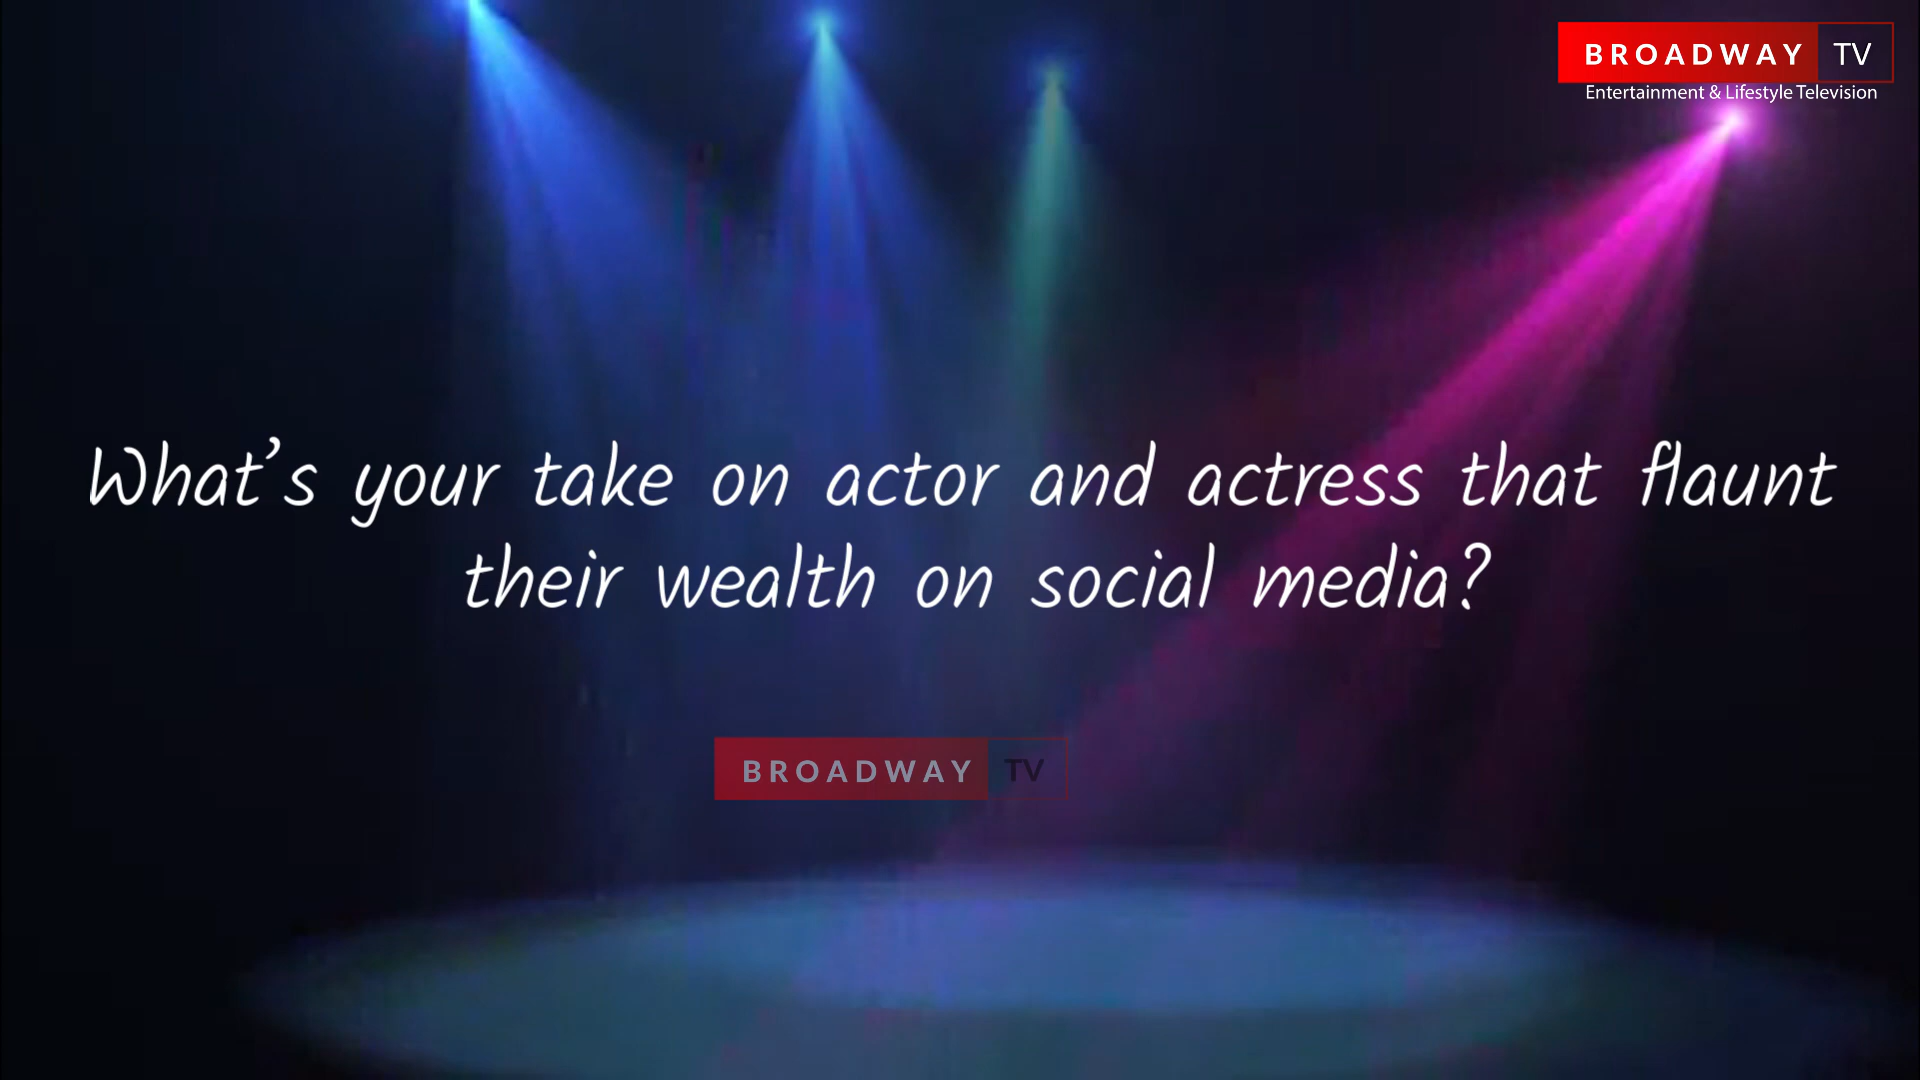 BROADWAY TV
Entertainment & Lifestyle Television
What's your take on actor and actress that flaunt
their wealth on social media?
BROADWAY TV